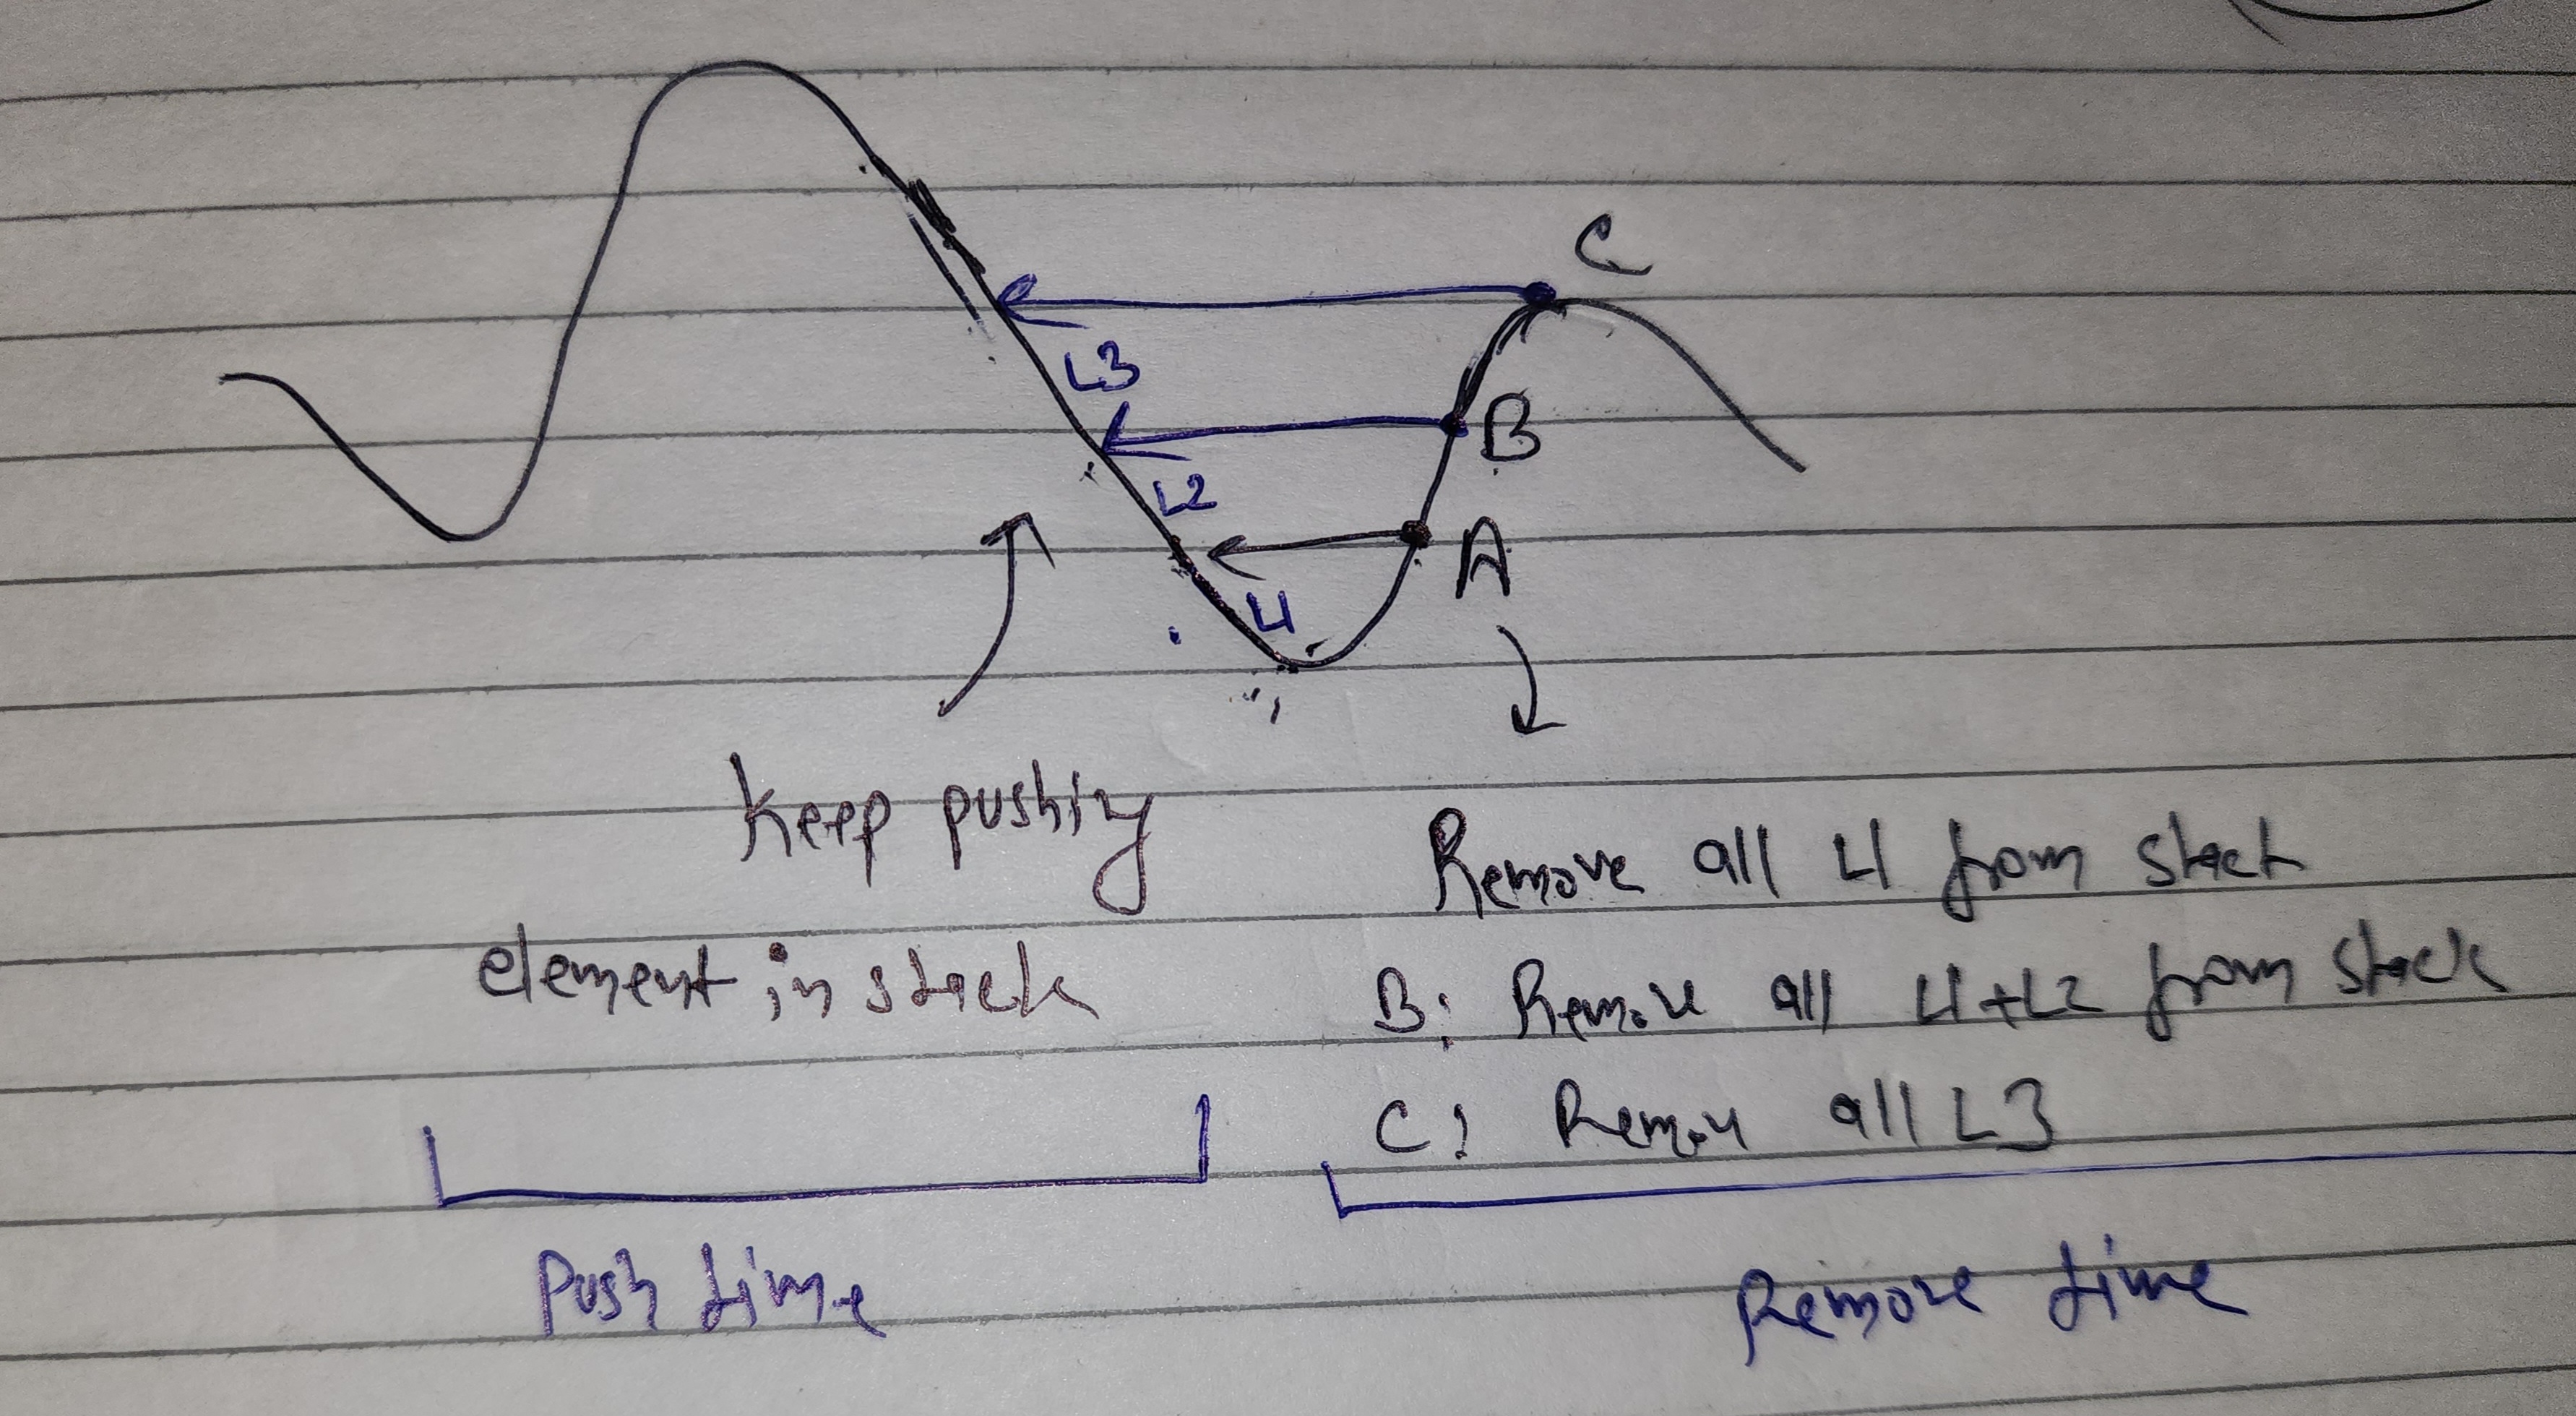 C
L3
B
L2
A
L1
Keep pushing
element in stack
Remove all L1 from stack
B: Remove all L1+L2 from stack
C: Remove all L3
Push time
Remove time